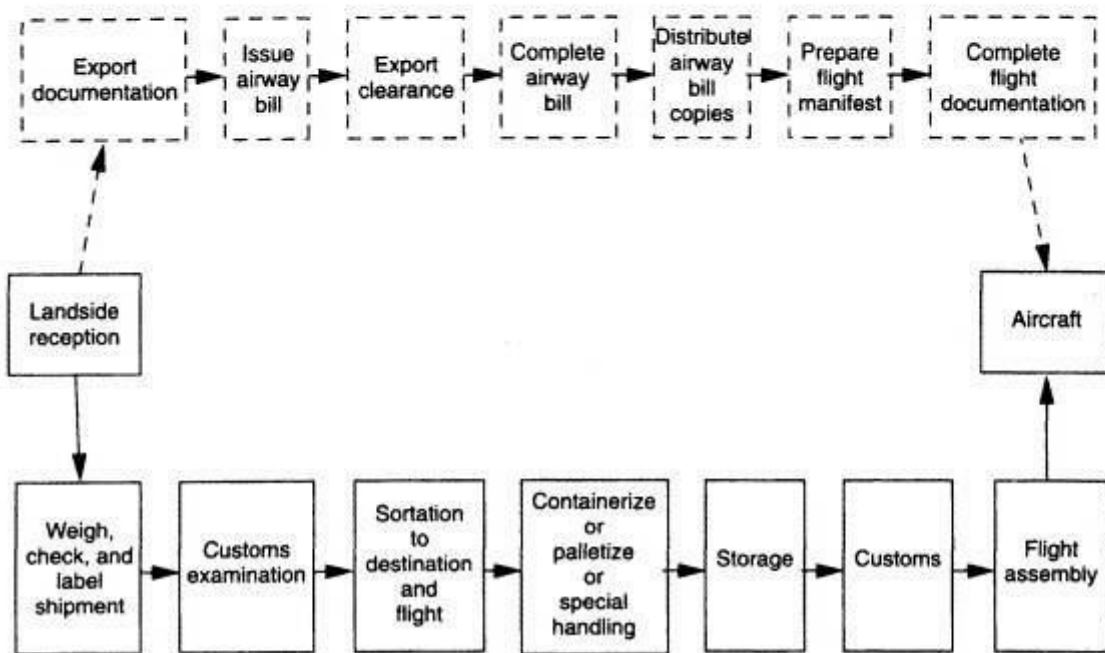 Export
documentation
Issue
airway
bill
Export
clearance
Complete
airway
bill
Distribute
airway
bill
copies
Prepare
flight
manifest
Complete
flight
documentation
Landside
reception
Aircraft
Weigh,
check, and
label
shipment
Customs
examination
Sortation
to
destination
and
flight
Containerize
or
palletize
or
special
handling
Storage
Customs
Flight
assembly